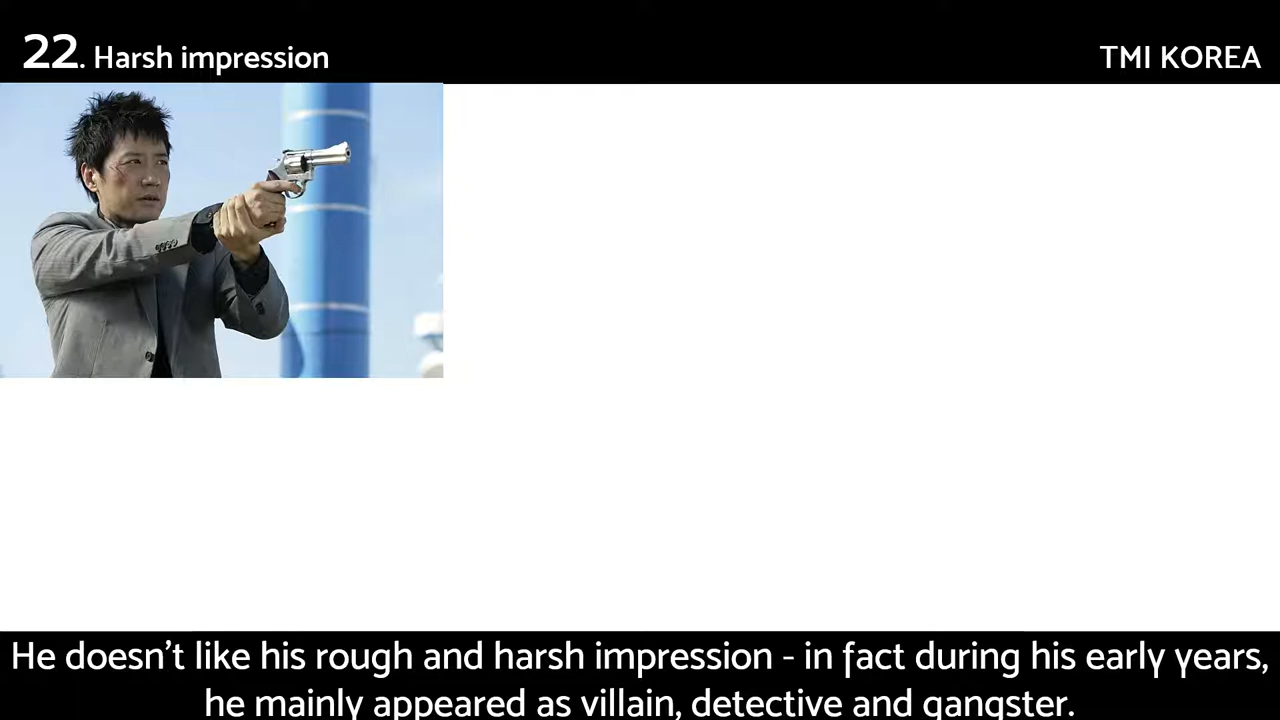 22. Harsh impression
TMI KOREA
He doesn't like his rough and harsh impression - in fact during his early years,
he mainly appeared as villain, detective and gangster.